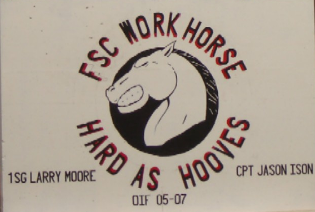 FSC WORK HORSE
HARD AS HOOVES
1SG LARRY MOORE
CPT JASON ISON
OIF 05-07